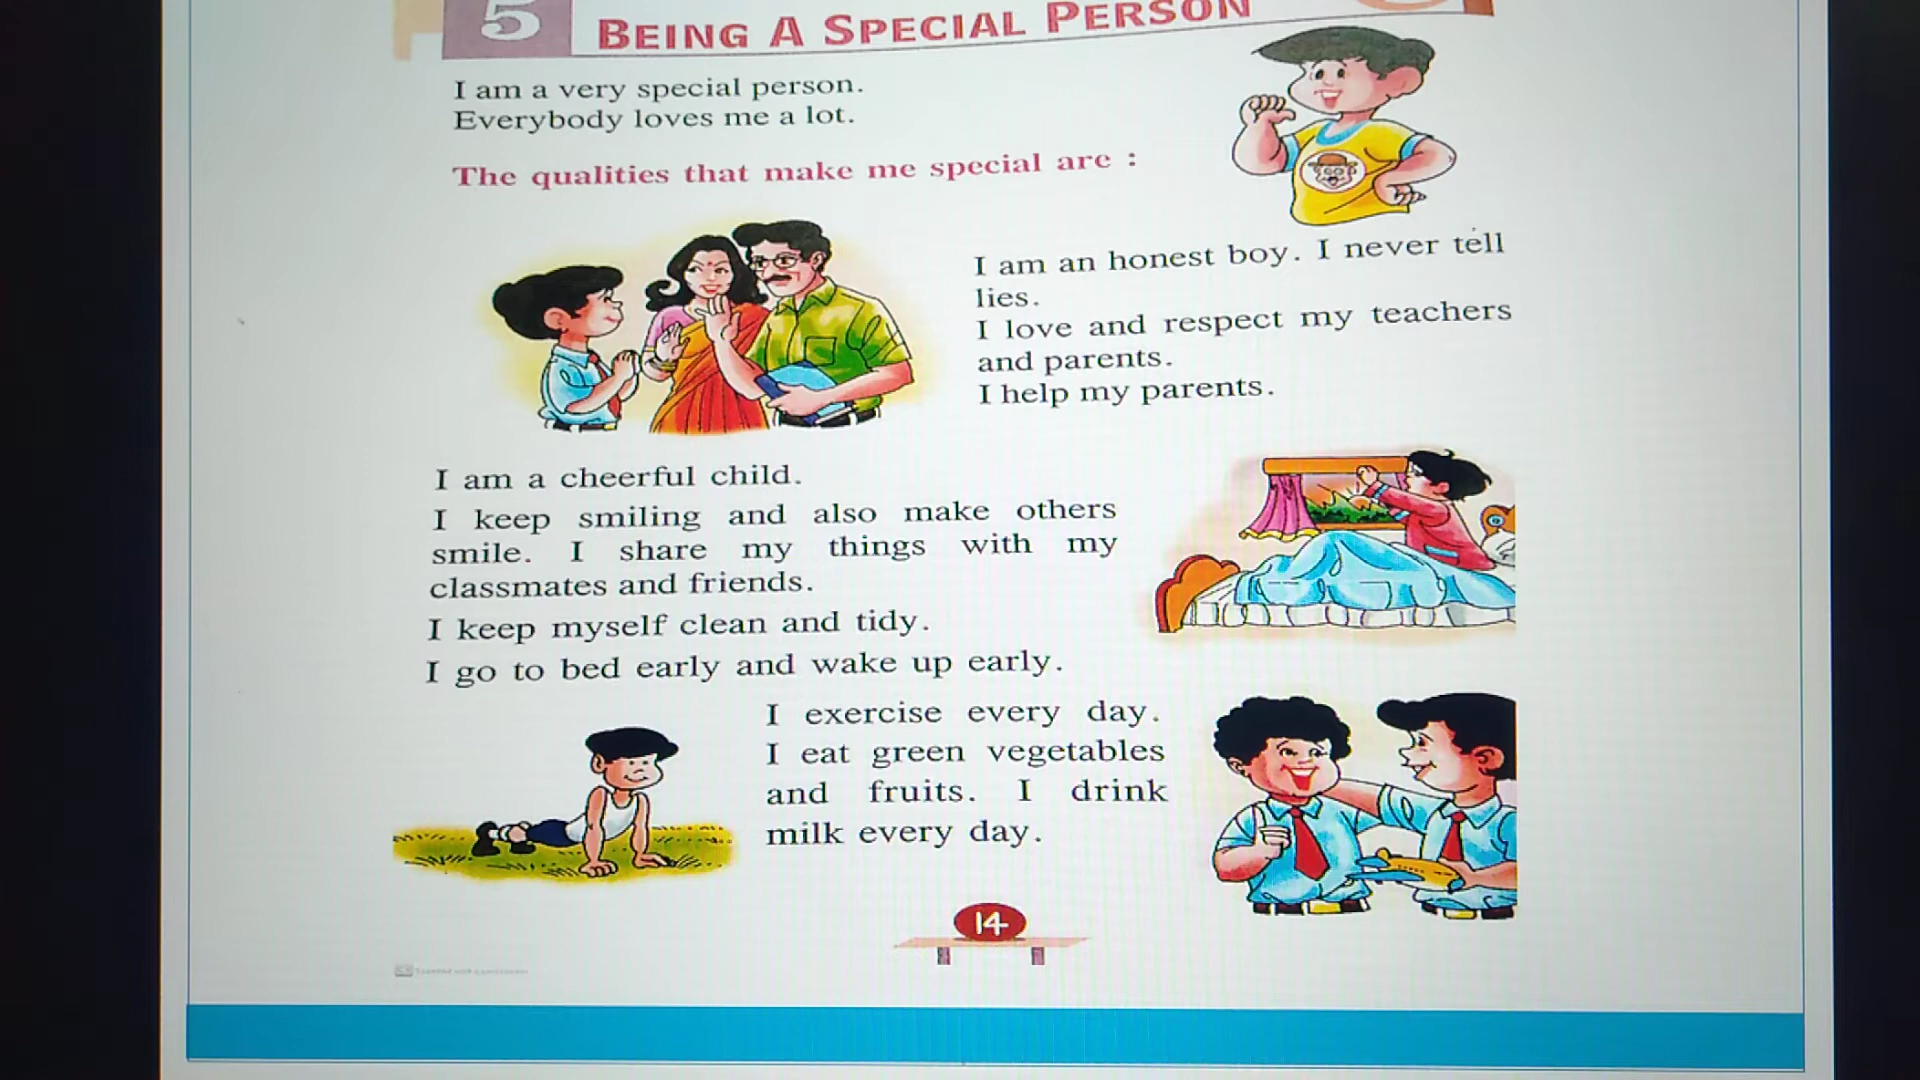 5
BEING A SPECIAL PERSON
I am a very special person.
Everybody loves me a lot.
The qualities that make me special are :
I am an honest boy. I never tell
lies.
I love and respect my teachers
and parents.
I help my parents.
I am a cheerful child.
I keep smiling and also make others
smile. I share my things with my
classmates and friends.
I keep myself clean and tidy.
I go to bed early and wake up early.
I exercise every day.
I eat green vegetables
and fruits. I drink
milk every day.
14